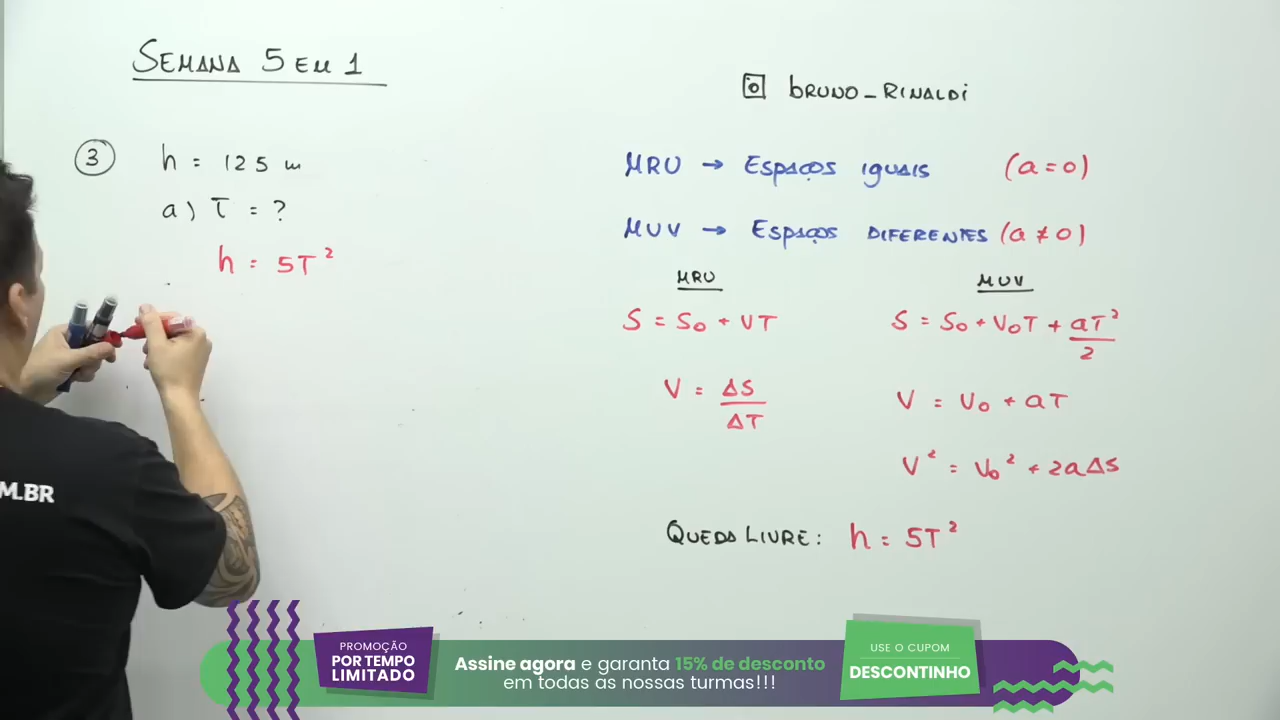 SEMANA 5 EM 1
bruno_RINALDI
3 h = 125 m
a) T = ?
h = 5T²
MRU → ESPAÇOS IGUAIS (a = 0)
MUV → ESPAÇOS DIFERENTES (a ≠ 0)
MRU
S = S₀ + VT
V = ΔS/ΔT
MUV
S = S₀ + V₀T + aT²/2
V = V₀ + aT
V² = V₀² + 2aΔS
QUEDA LIVRE: h = 5T²
M.BR
PROMOÇÃO
POR TEMPO
LIMITADO
Assine agora e garanta 15% de desconto
em todas as nossas turmas!!!
USE O CUPOM
DESCONTINHO